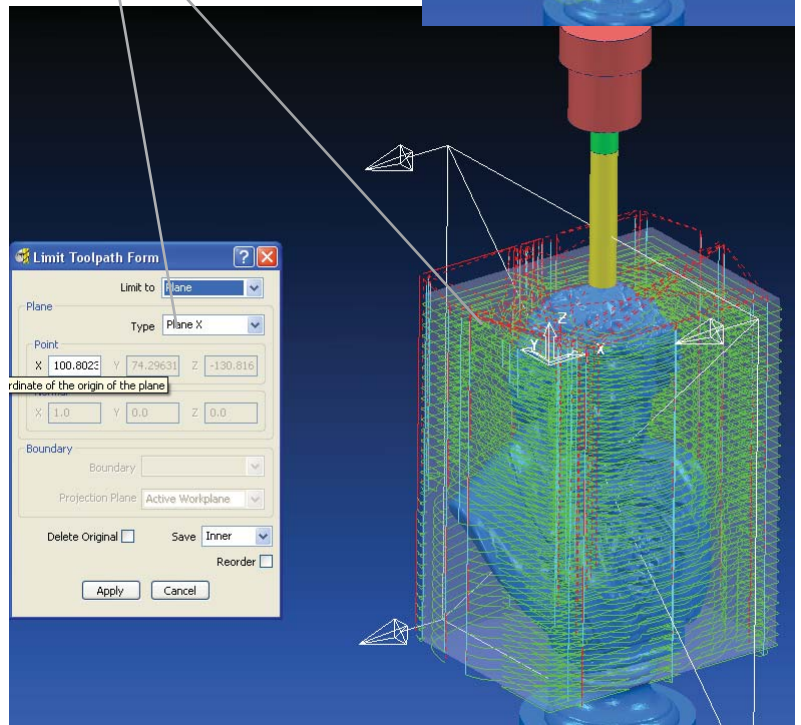 Limit Toolpath Form
Limit to Plane
Plane
Type Plane X
Point
X 100.8023 Y 74.29631 Z -130.816
rdinate of the origin of the plane
Normal
X 1.0 Y 0.0 Z 0.0
Boundary
Boundary
Projection Plane Active Workplane
Delete Original Save Inner
Reorder
Apply Cancel
Z
Y X